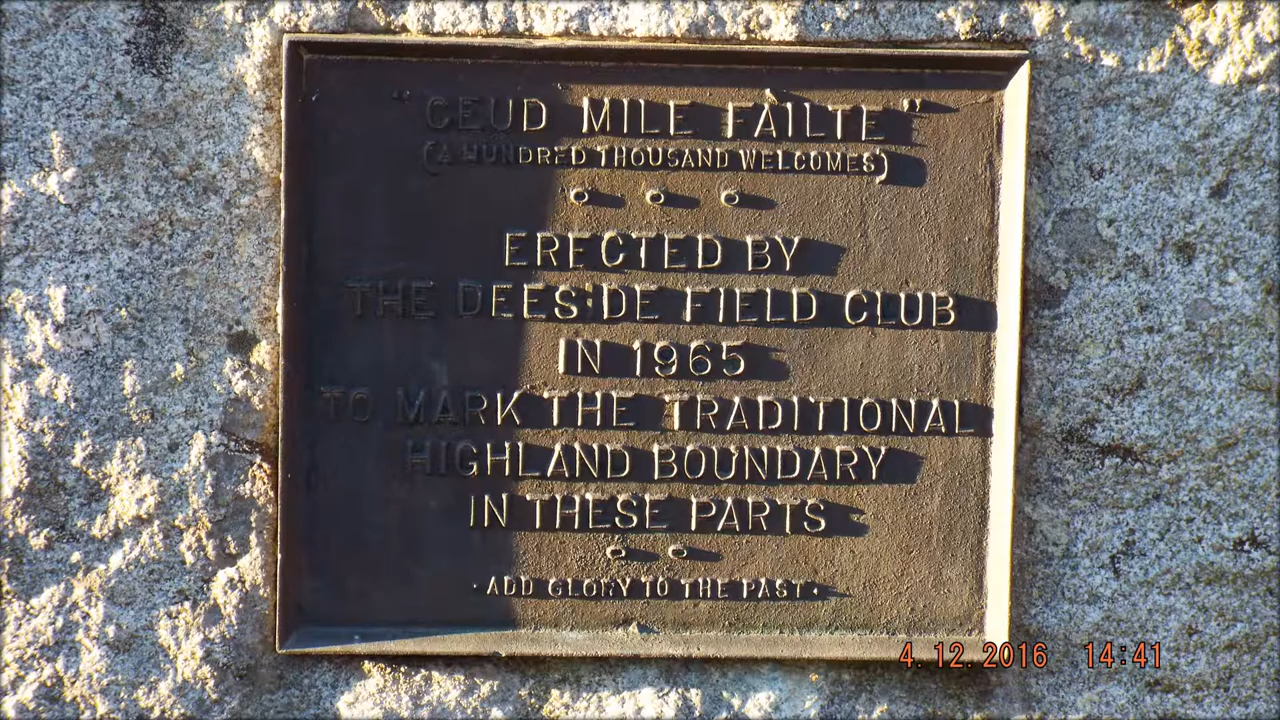 "CEUD MILE FÀILTE"
(A HUNDRED THOUSAND WELCOMES)
ERECTED BY
THE DEESIDE FIELD CLUB
IN 1965
TO MARK THE TRADITIONAL
HIGHLAND BOUNDARY
IN THESE PARTS
·ADD GLORY TO THE PAST·
4.12.2016 14:41